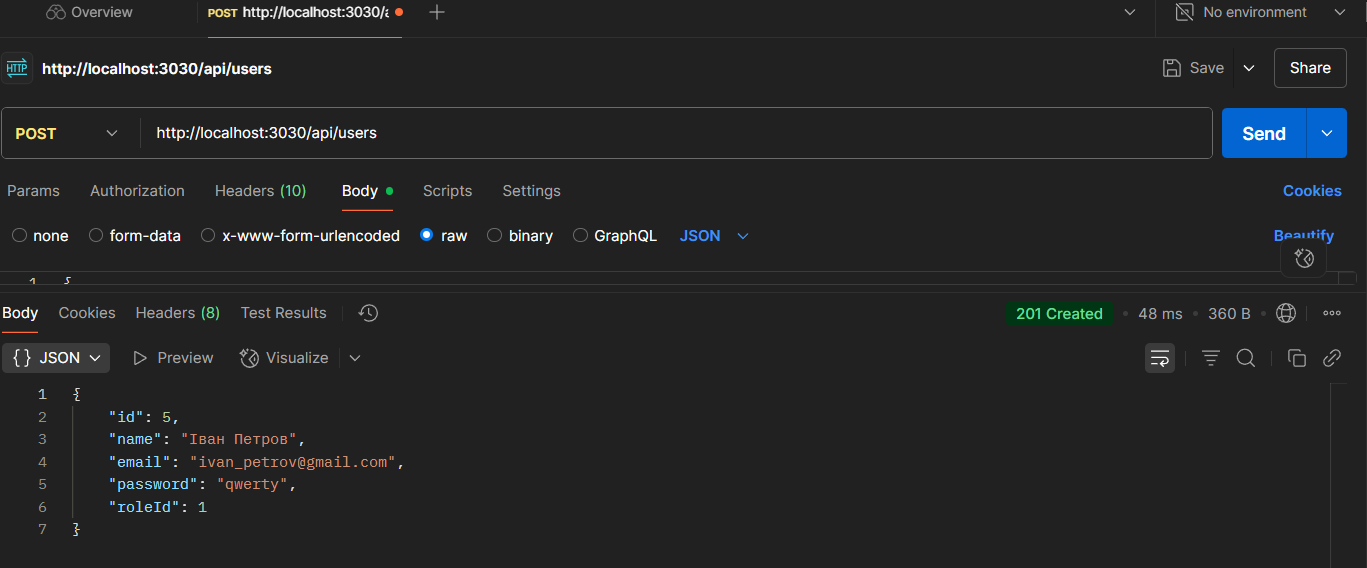 Overview POST http://localhost:3030/a No environment
HTTP http://localhost:3030/api/users Save Share
POST http://localhost:3030/api/users Send
Params Authorization Headers (10) Body Scripts Settings Cookies
none form-data x-www-form-urlencoded raw binary GraphQL JSON Beautify
1 {
Body Cookies Headers (8) Test Results 201 Created • 48 ms • 360 B •
{} JSON Preview Visualize
1 {
2 "id": 5,
3 "name": "Іван Петров",
4 "email": "ivan_petrov@gmail.com",
5 "password": "qwerty",
6 "roleId": 1
7 }